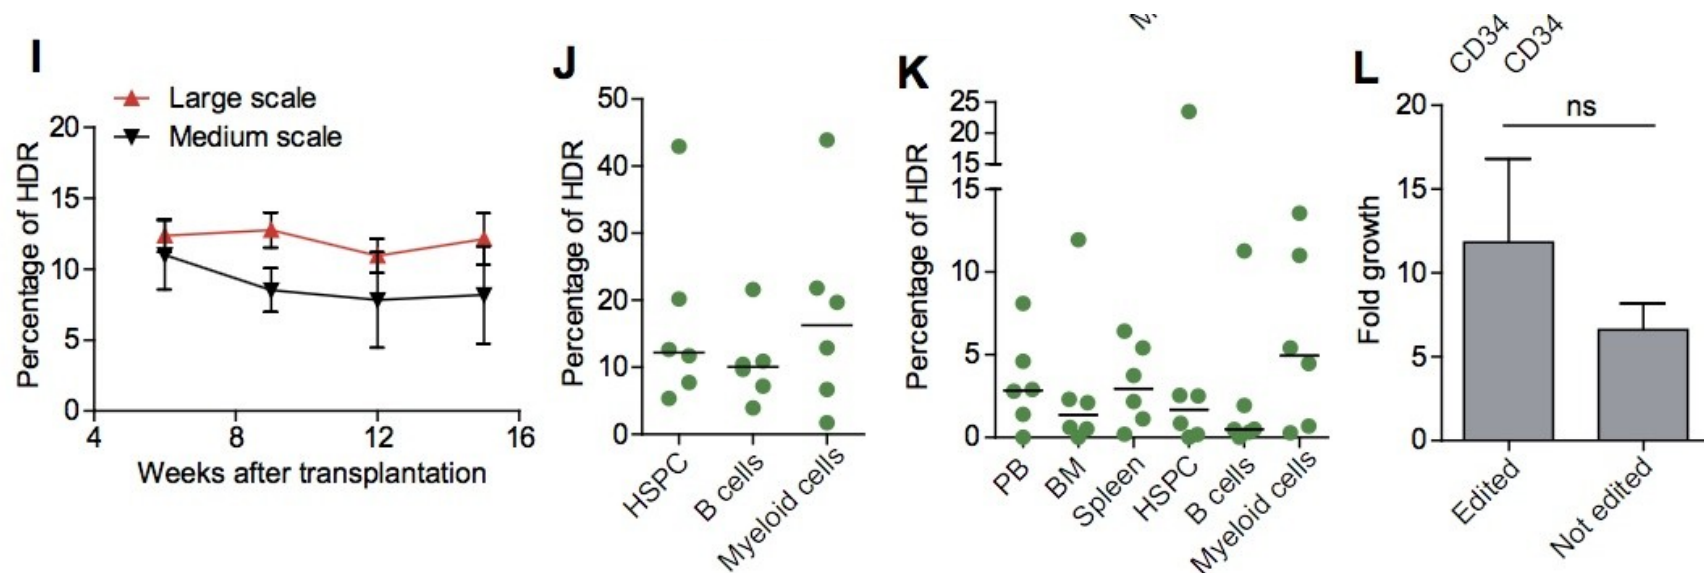 I
Large scale
Medium scale
Percentage of HDR
20
15
10
5
0
4 8 12 16
Weeks after transplantation
J
Percentage of HDR
50
40
30
20
10
0
HSPC
B cells
Myeloid cells
K
Percentage of HDR
25
20
15
15
10
5
0
PB
BM
Spleen
HSPC
B cells
Myeloid cells
CD34
CD34
L
Fold growth
20
15
10
5
0
ns
Edited
Not edited